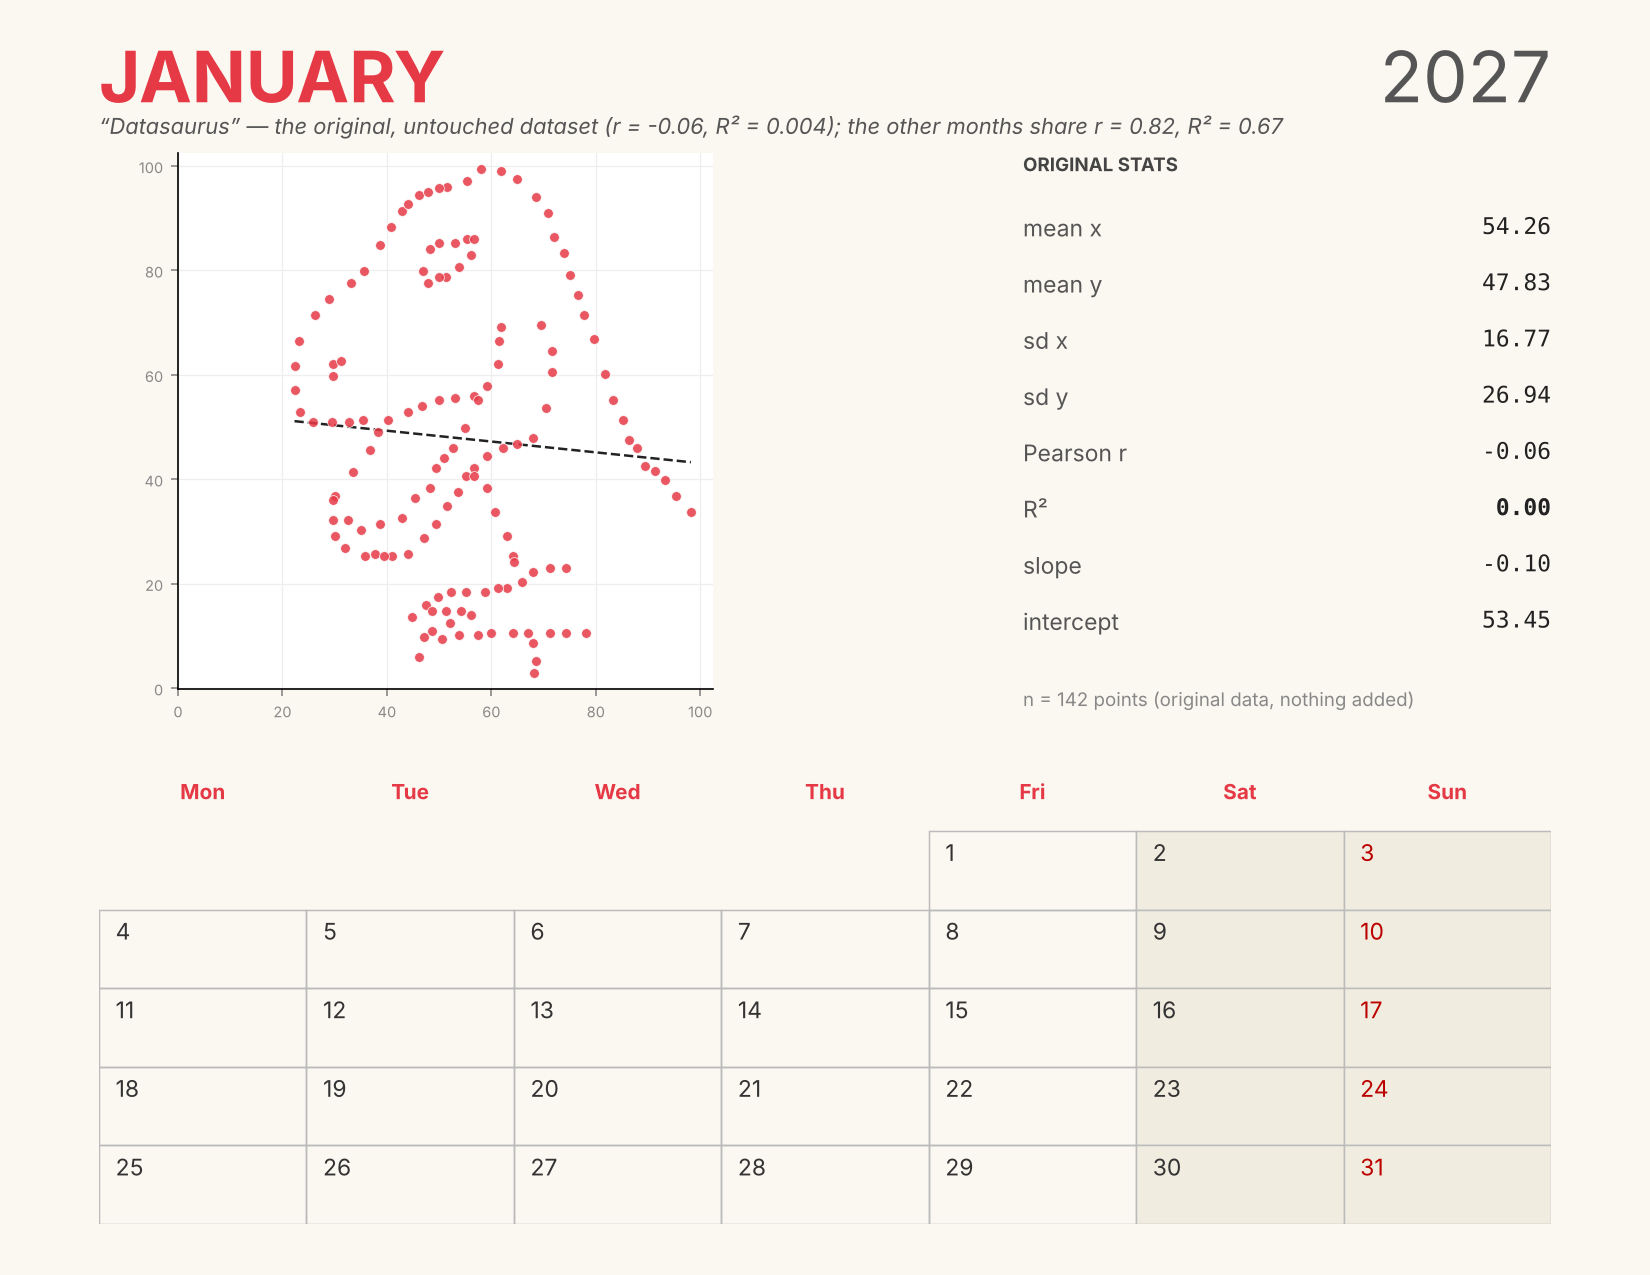 JANUARY 2027
“Datasaurus” — the original, untouched dataset (r = -0.06, R² = 0.004); the other months share r = 0.82, R² = 0.67
100
80
60
40
20
0
0 20 40 60 80 100
ORIGINAL STATS
mean x 54.26
mean y 47.83
sd x 16.77
sd y 26.94
Pearson r -0.06
R² 0.00
slope -0.10
intercept 53.45
n = 142 points (original data, nothing added)
Mon Tue Wed Thu Fri Sat Sun
1 2 3
4 5 6 7 8 9 10
11 12 13 14 15 16 17
18 19 20 21 22 23 24
25 26 27 28 29 30 31